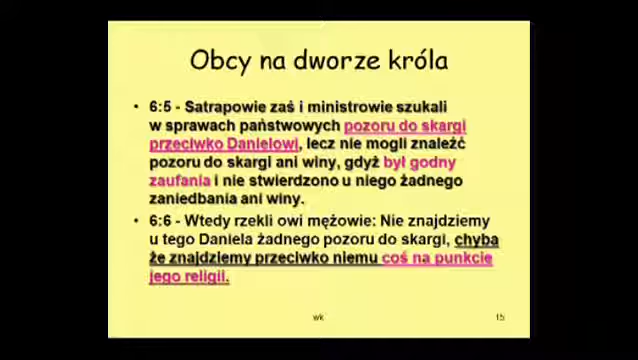 Obcy na dworze króla
• 6:5 - Satrapowie zaś i ministrowie szukali
w sprawach państwowych pozoru do skargi
przeciwko Danielowi, lecz nie mogli znaleźć
pozoru do skargi ani winy, gdyż był godny
zaufania i nie stwierdzono u niego żadnego
zaniedbania ani winy.
• 6:6 - Wtedy rzekli owi mężowie: Nie znajdziemy
u tego Daniela żadnego pozoru do skargi, chyba
że znajdziemy przeciwko niemu coś na punkcie
jego religii.
wk
15